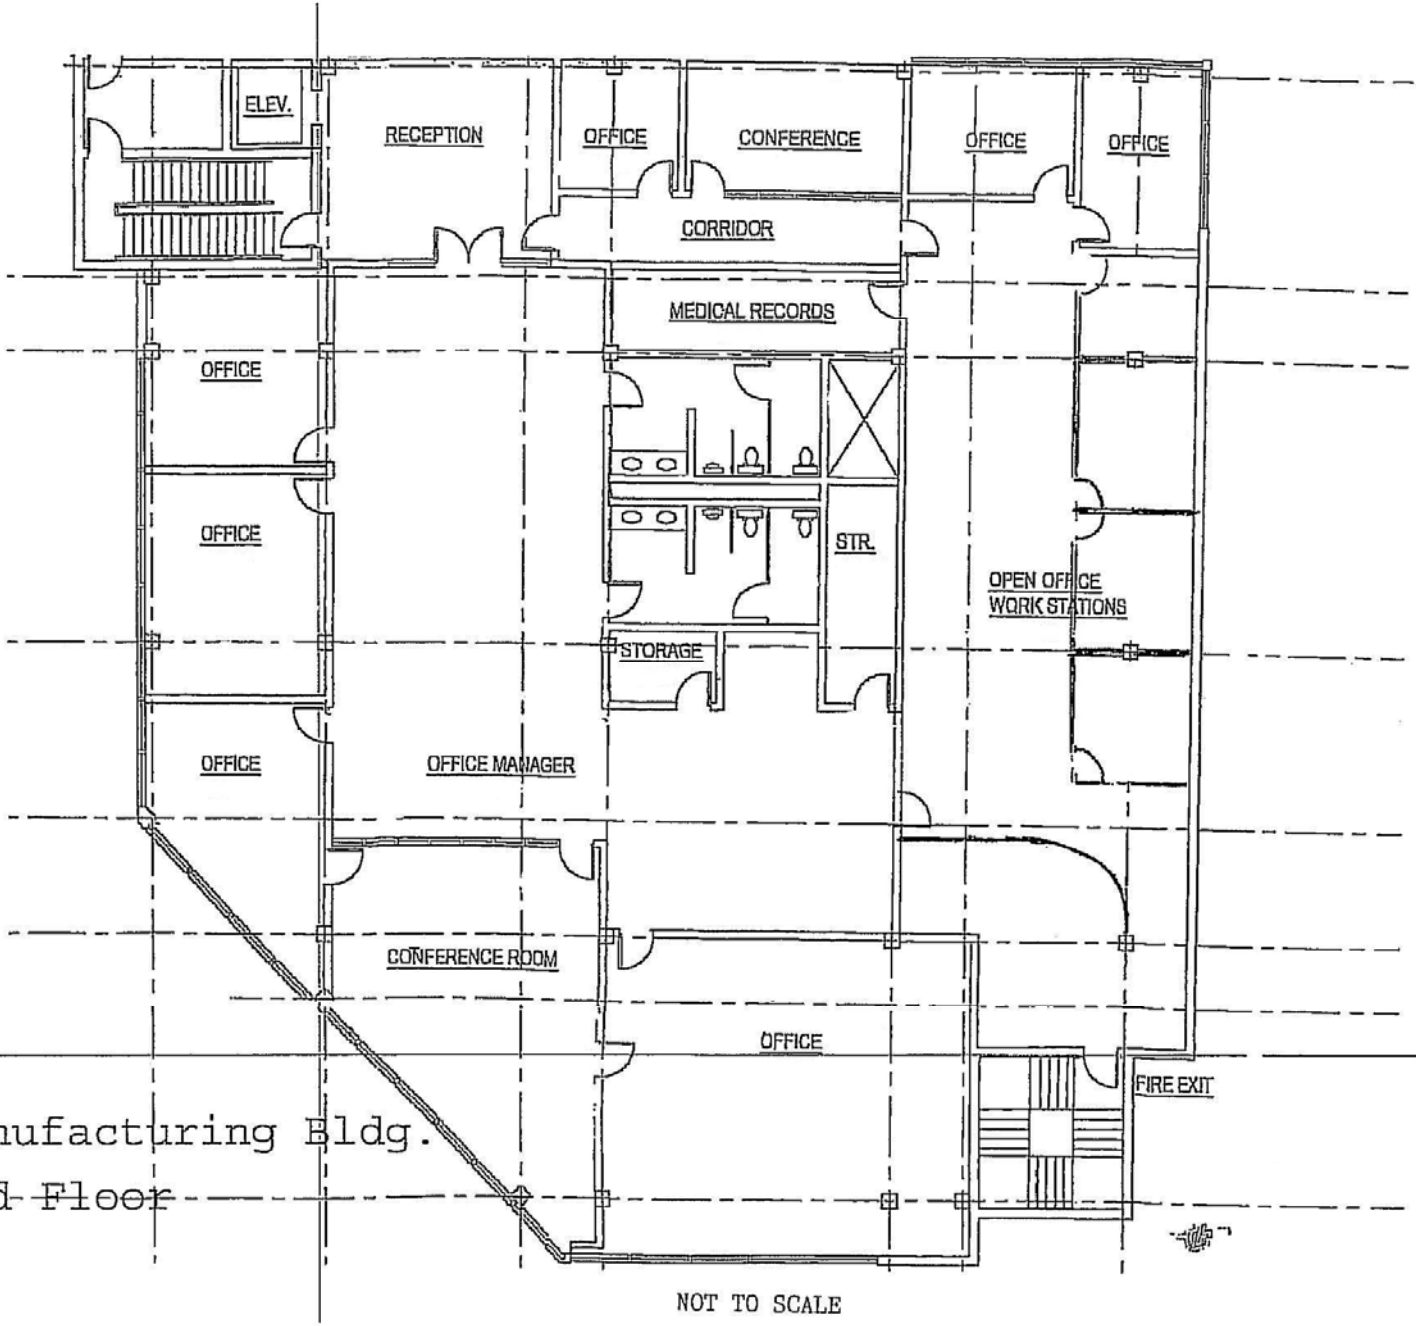 ELEV.
RECEPTION
OFFICE
CONFERENCE
OFFICE
OFFICE
CORRIDOR
MEDICAL RECORDS
OFFICE
OFFICE
STR.
OPEN OFFICE
WORK STATIONS
STORAGE
OFFICE
OFFICE MANAGER
CONFERENCE ROOM
OFFICE
FIRE EXIT
nufacturing Bldg.
d Floor
NOT TO SCALE